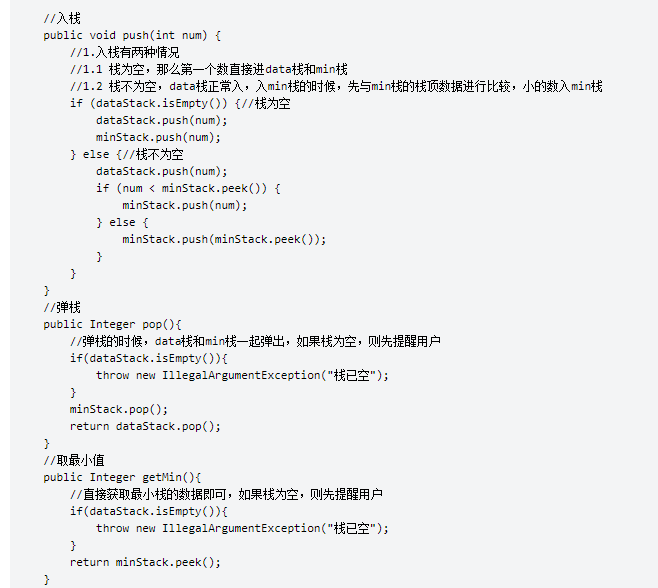 //入栈
public void push(int num) {
//1.入栈有两种情况
//1.1 栈为空，那么第一个数直接进data栈和min栈
//1.2 栈不为空，data栈正常入，入min栈的时候，先与min栈的栈顶数据进行比较，小的数入min栈
if (dataStack.isEmpty()) {//栈为空
dataStack.push(num);
minStack.push(num);
} else {//栈不为空
dataStack.push(num);
if (num < minStack.peek()) {
minStack.push(num);
} else {
minStack.push(minStack.peek());
}
}
}
//弹栈
public Integer pop(){
//弹栈的时候，data栈和min栈一起弹出，如果栈为空，则先提醒用户
if(dataStack.isEmpty()){
throw new IllegalArgumentException("栈已空");
}
minStack.pop();
return dataStack.pop();
}
//取最小值
public Integer getMin(){
//直接获取最小栈的数据即可，如果栈为空，则先提醒用户
if(dataStack.isEmpty()){
throw new IllegalArgumentException("栈已空");
}
return minStack.peek();
}